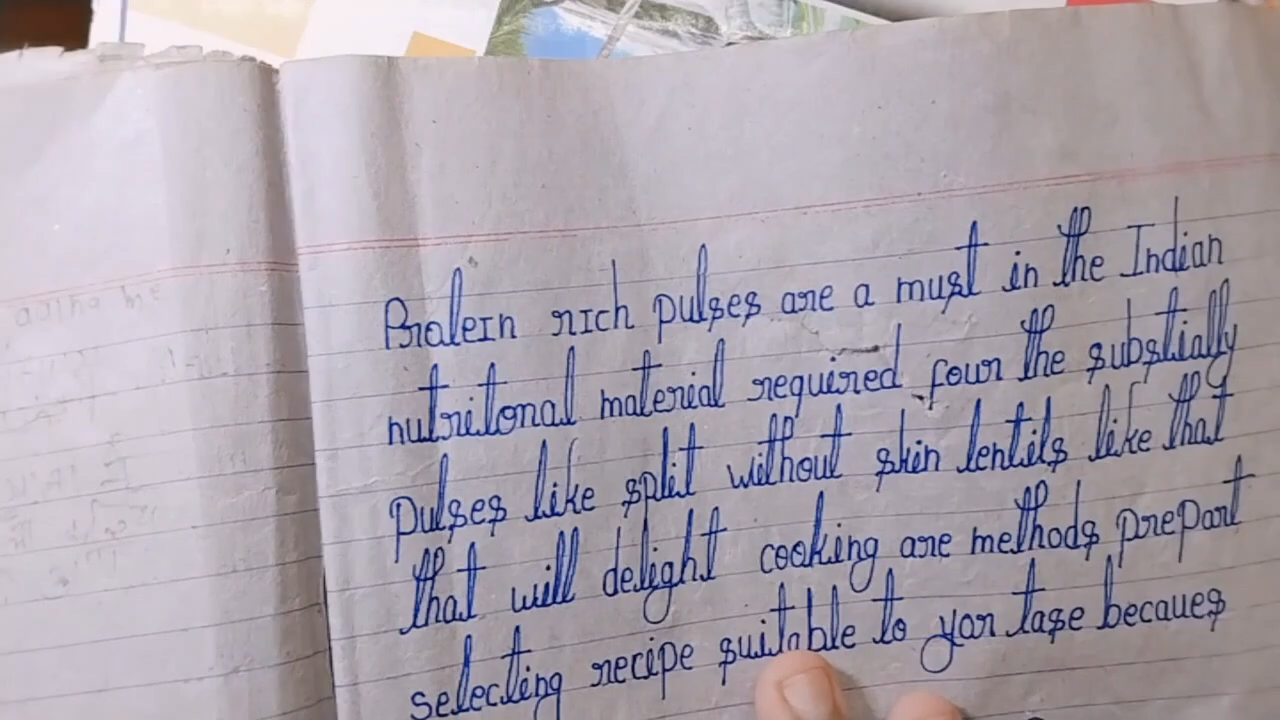 Protein rich pulses are a must in the Indian
nutritonal material required four the substially
pulses like split without skin lentils like that
that will delight cooking are methods prepart
selecting recipe suitable to yor tase becaues